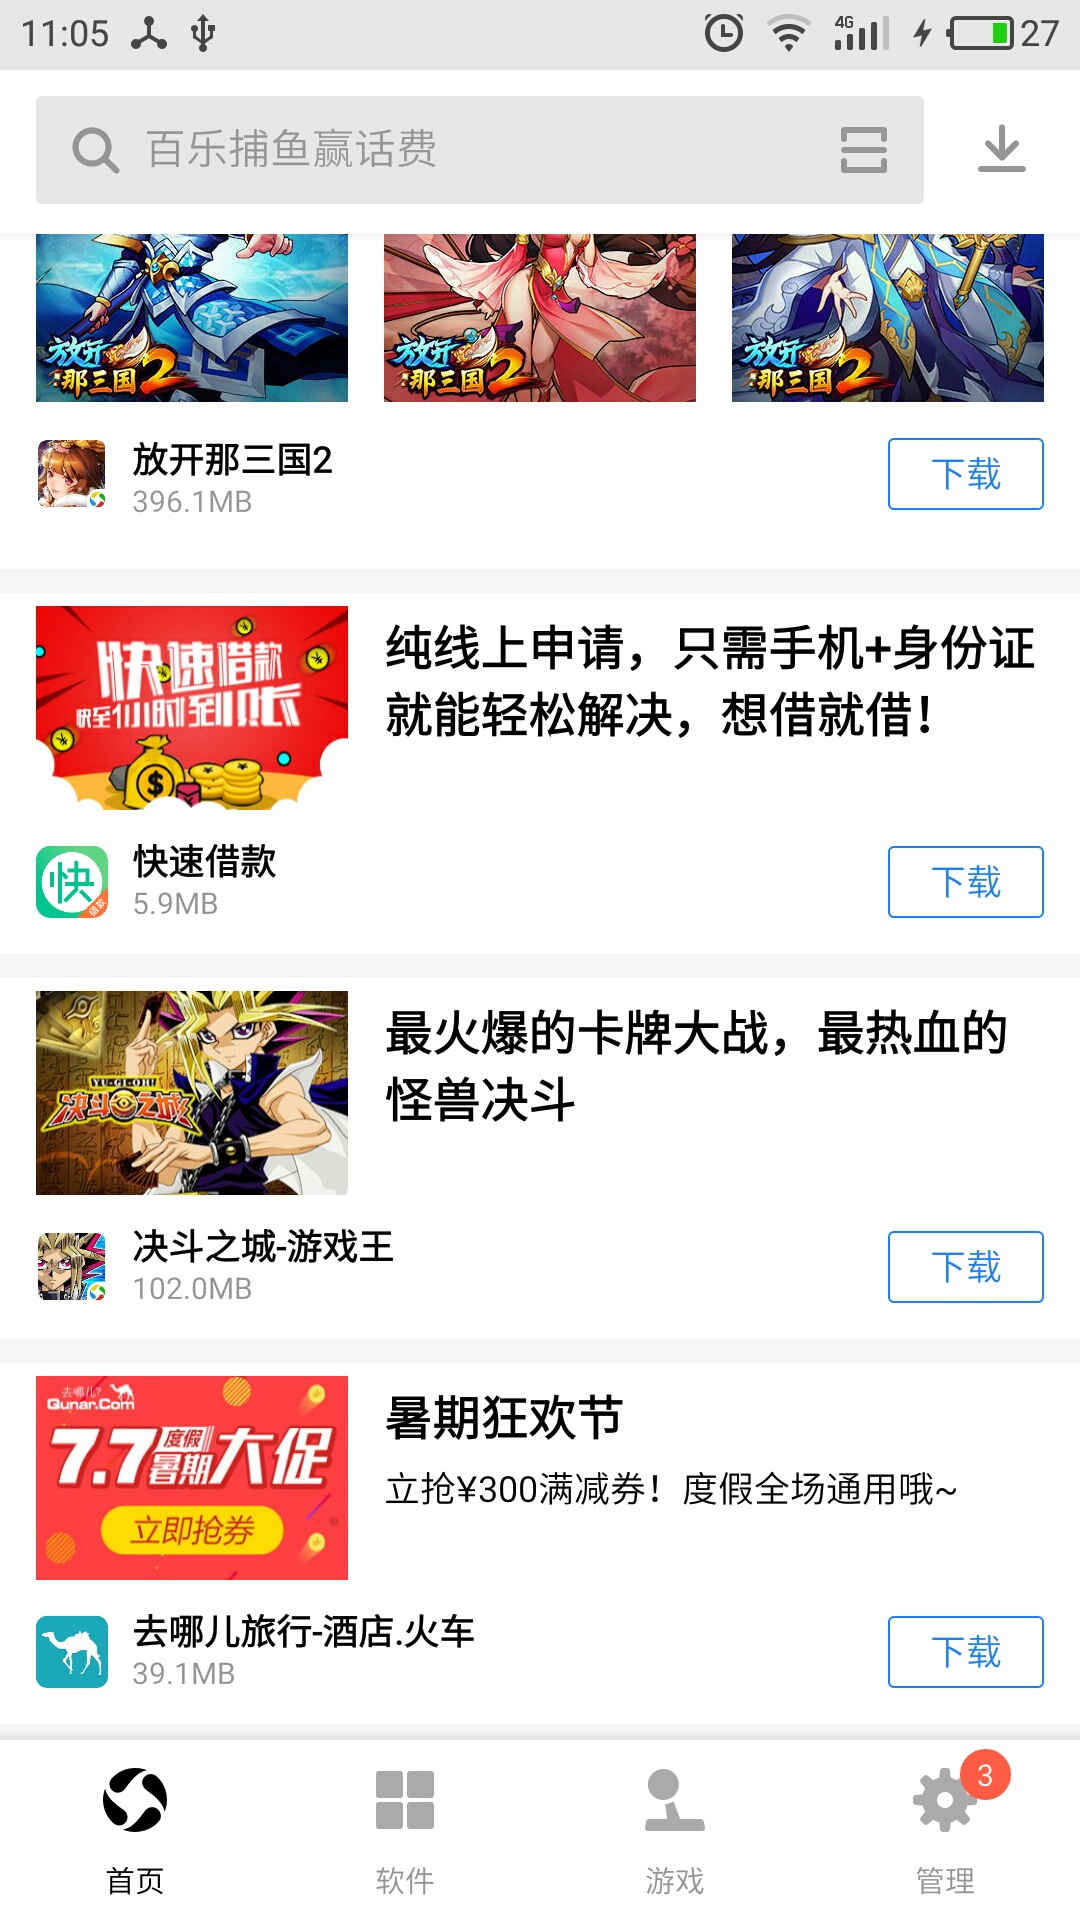 11:05
4G
27
百乐捕鱼赢话费
放开那三国2
放开那三国2
放开那三国2
放开那三国2
396.1MB
下载
快速借款
快至1小时到账
纯线上申请，只需手机+身份证
就能轻松解决，想借就借！
快
借款
快速借款
5.9MB
下载
YU-GI-OH!
决斗之城
最火爆的卡牌大战，最热血的
怪兽决斗
决斗之城-游戏王
102.0MB
下载
去哪儿?
Qunar.Com
7.7度假暑期大促
立即抢券
暑期狂欢节
立抢¥300满减券！度假全场通用哦~
去哪儿旅行-酒店.火车
39.1MB
下载
3
首页
软件
游戏
管理